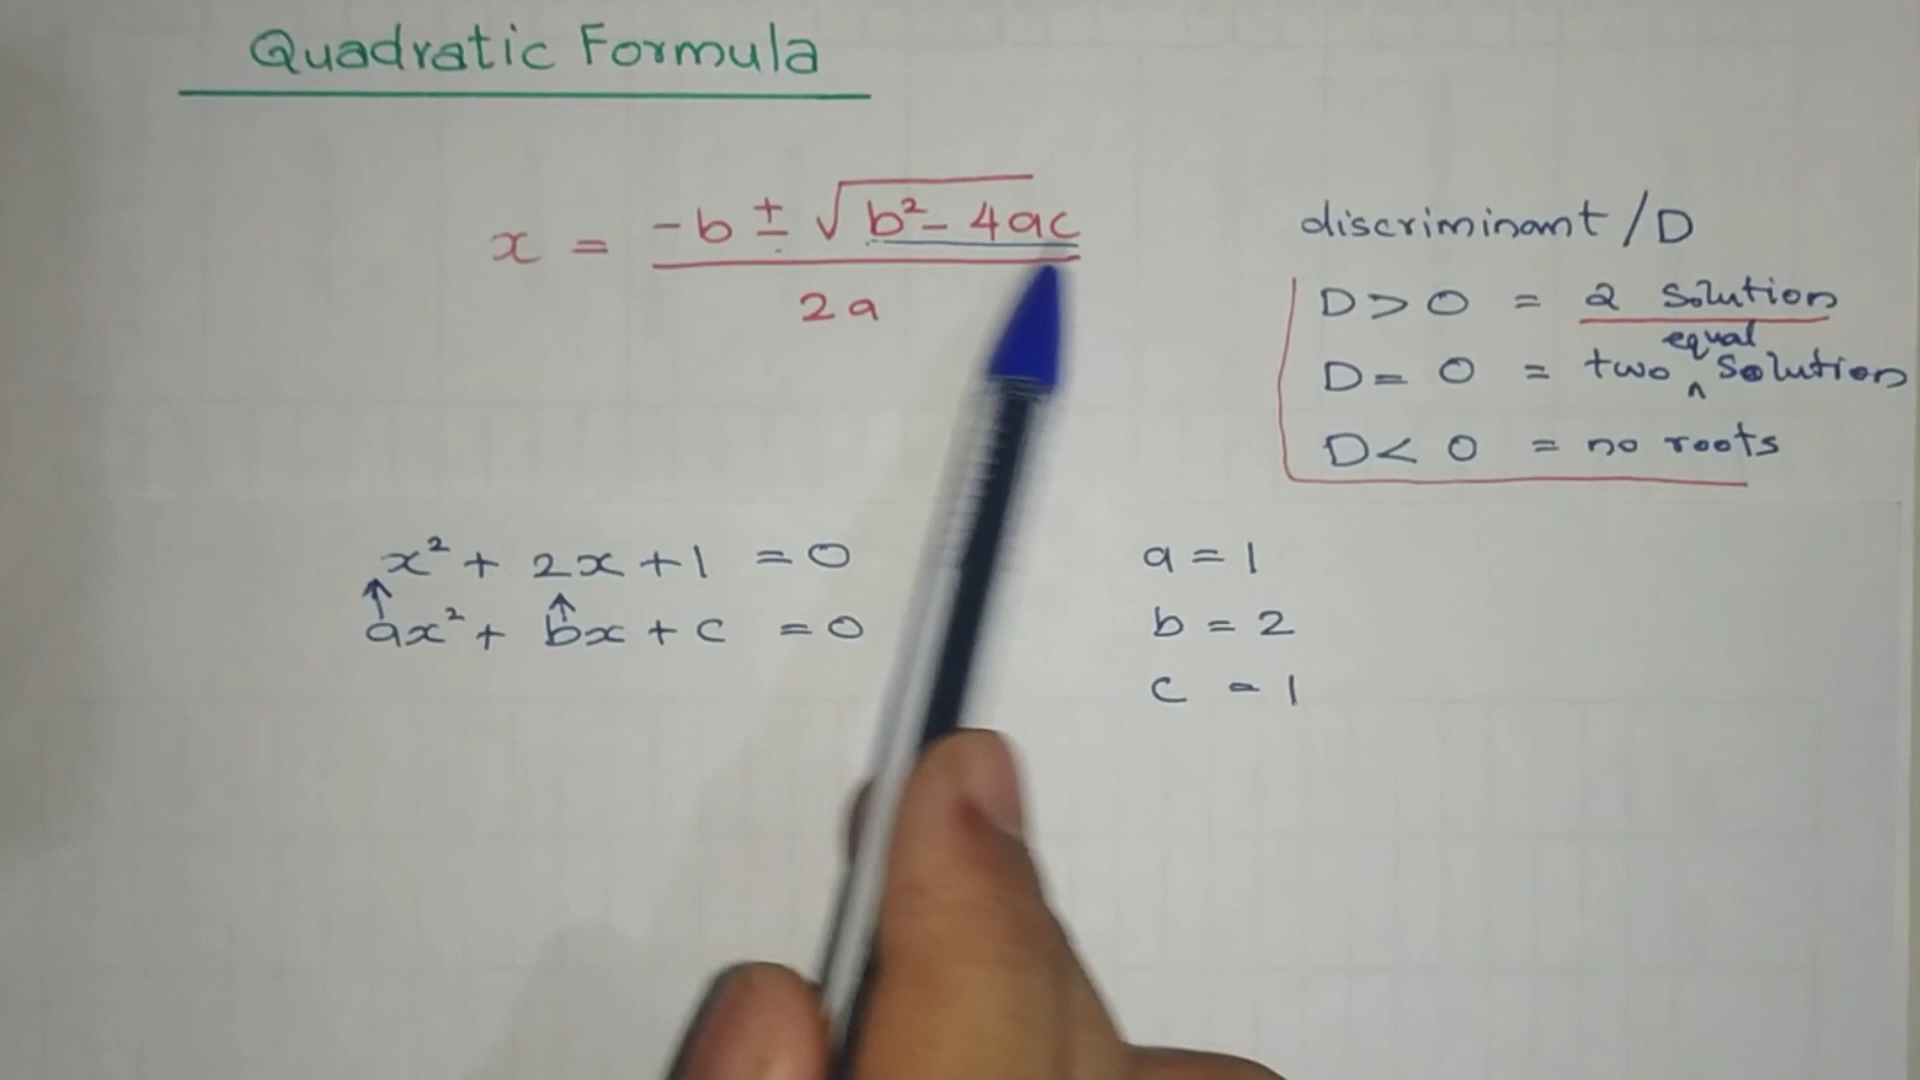 Quadratic Formula
x = -b ± √b² - 4ac
2a
discriminant / D
D > 0 = 2 Solution
equal
D = 0 = two ^ Solution
D < 0 = no roots
x² + 2x + 1 = 0
ax² + bx + c = 0
a = 1
b = 2
c = 1